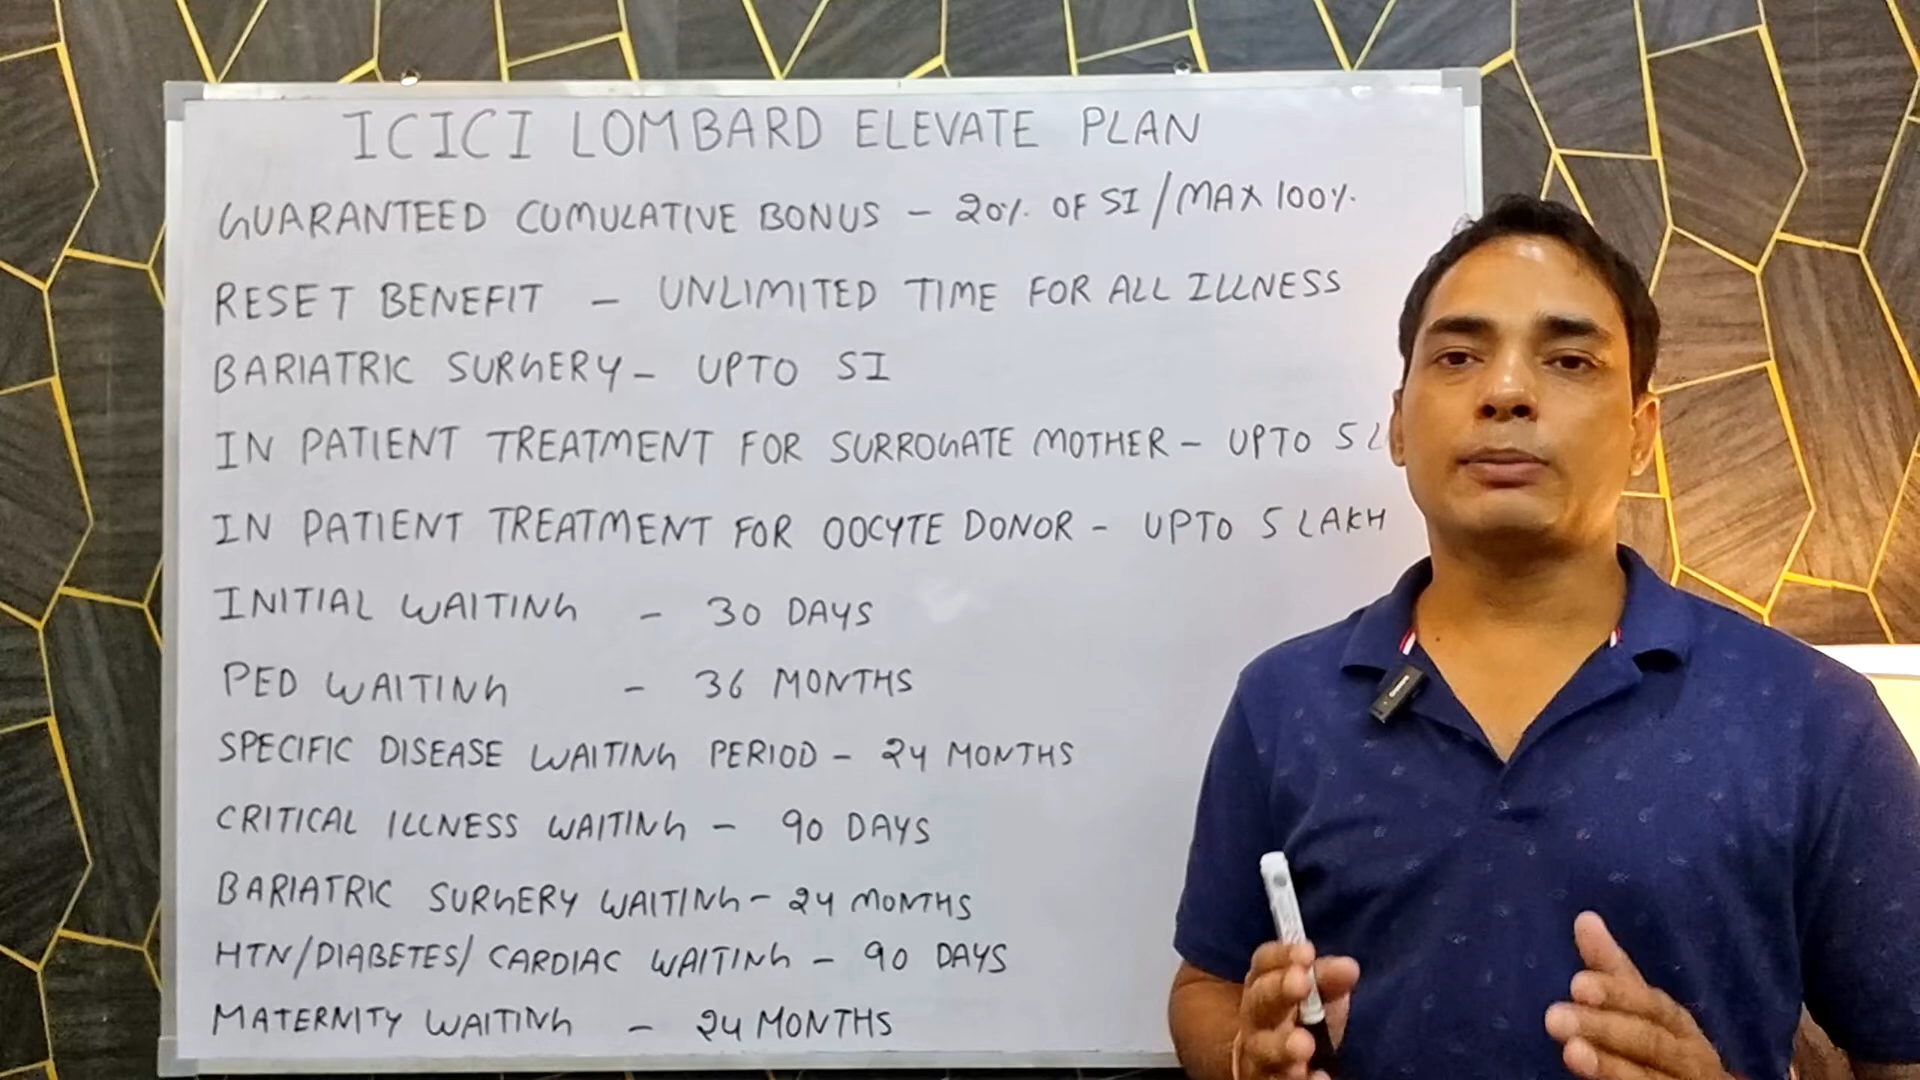 ICICI LOMBARD ELEVATE PLAN
GUARANTEED CUMULATIVE BONUS - 20% OF SI / MAX 100%
RESET BENEFIT - UNLIMITED TIME FOR ALL ILLNESS
BARIATRIC SURGERY - UPTO SI
IN PATIENT TREATMENT FOR SURROGATE MOTHER - UPTO 5 L
IN PATIENT TREATMENT FOR OOCYTE DONOR - UPTO 5 LAKH
INITIAL WAITING - 30 DAYS
PED WAITING - 36 MONTHS
SPECIFIC DISEASE WAITING PERIOD - 24 MONTHS
CRITICAL ILLNESS WAITING - 90 DAYS
BARIATRIC SURGERY WAITING - 24 MONTHS
HTN/DIABETES/CARDIAC WAITING - 90 DAYS
MATERNITY WAITING - 24 MONTHS